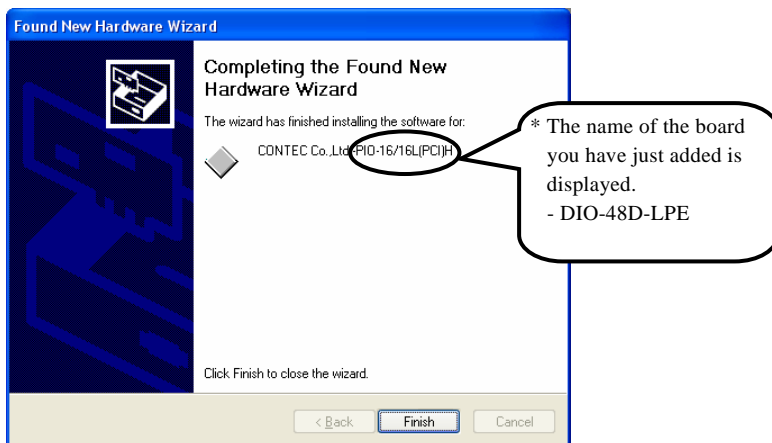 Found New Hardware Wizard
Completing the Found New
Hardware Wizard
The wizard has finished installing the software for:
CONTEC Co.,Ltd.-PIO-16/16L(PCI)H
* The name of the board
you have just added is
displayed.
- DIO-48D-LPE
Click Finish to close the wizard.
< Back
Finish
Cancel